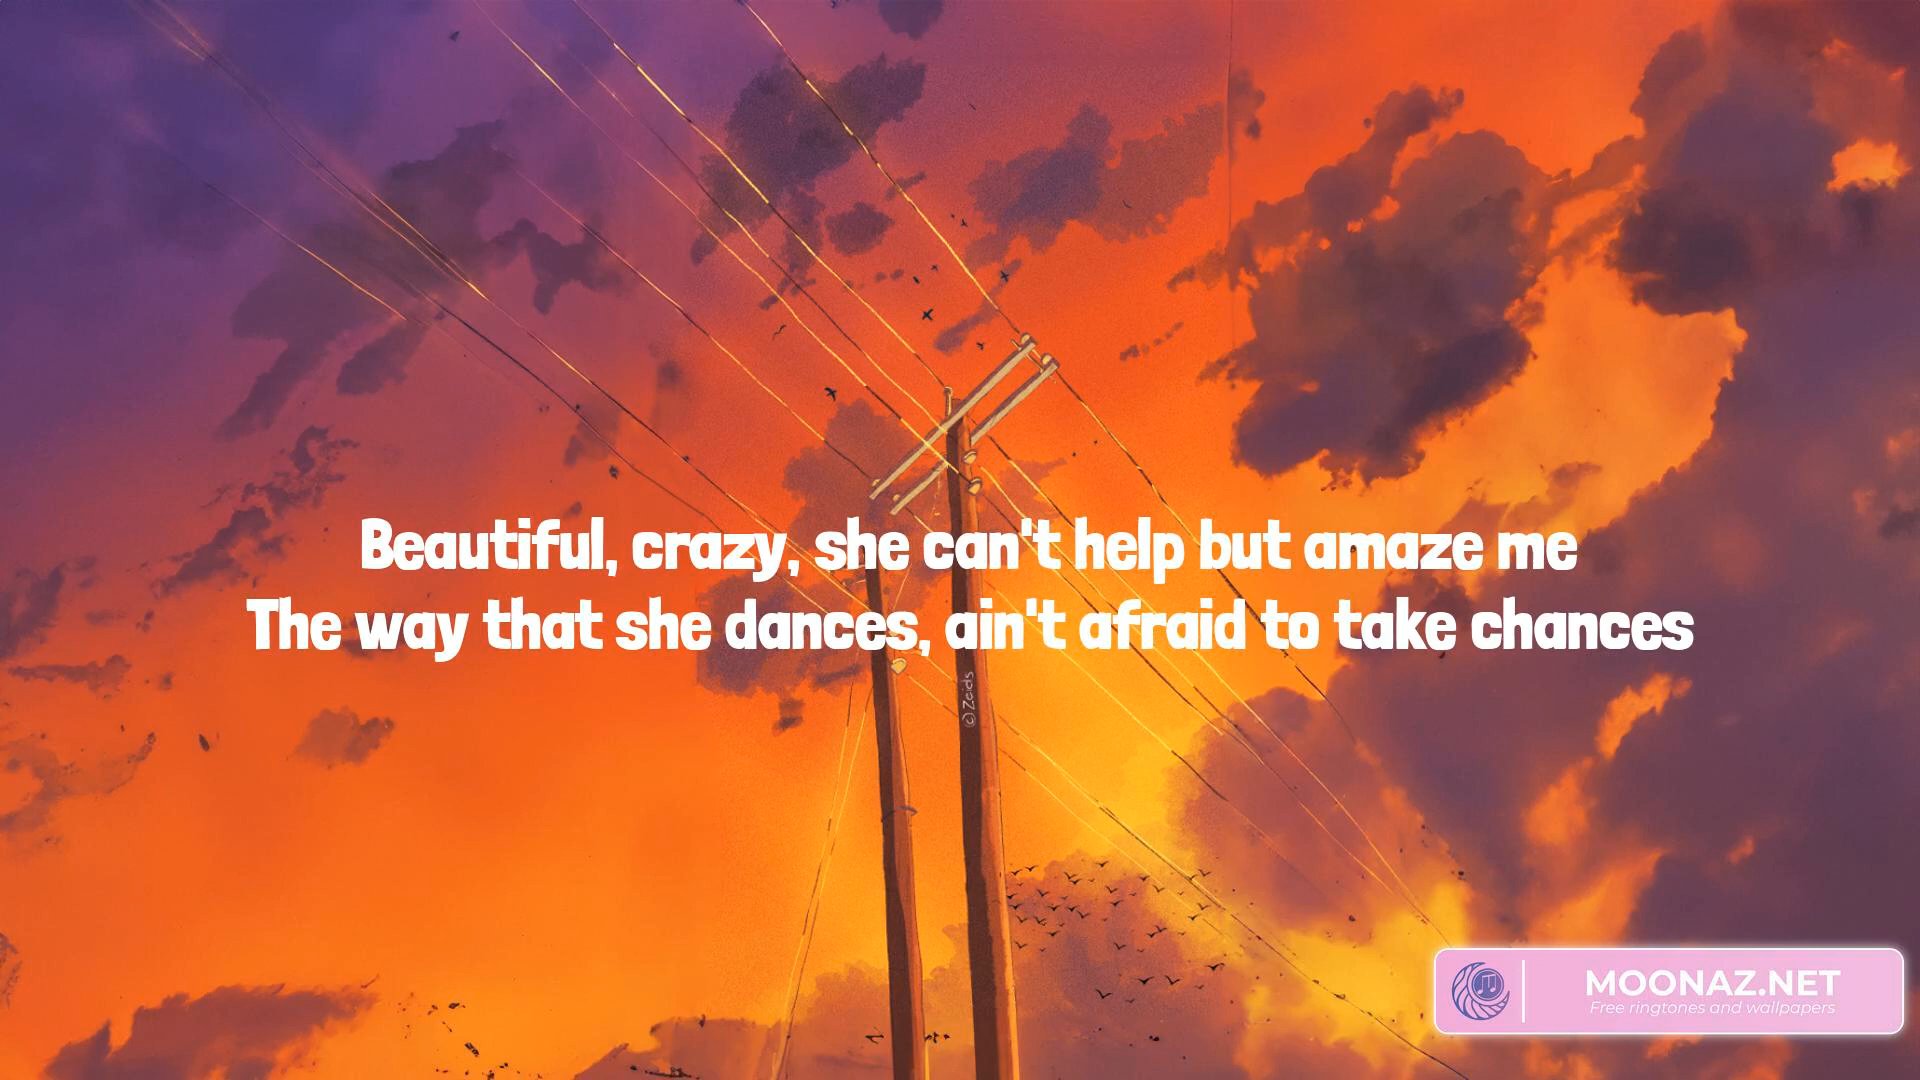 Beautiful, crazy, she can't help but amaze me
The way that she dances, ain't afraid to take chances
(c) Zaids
MOONAZ.NET
Free ringtones and wallpapers